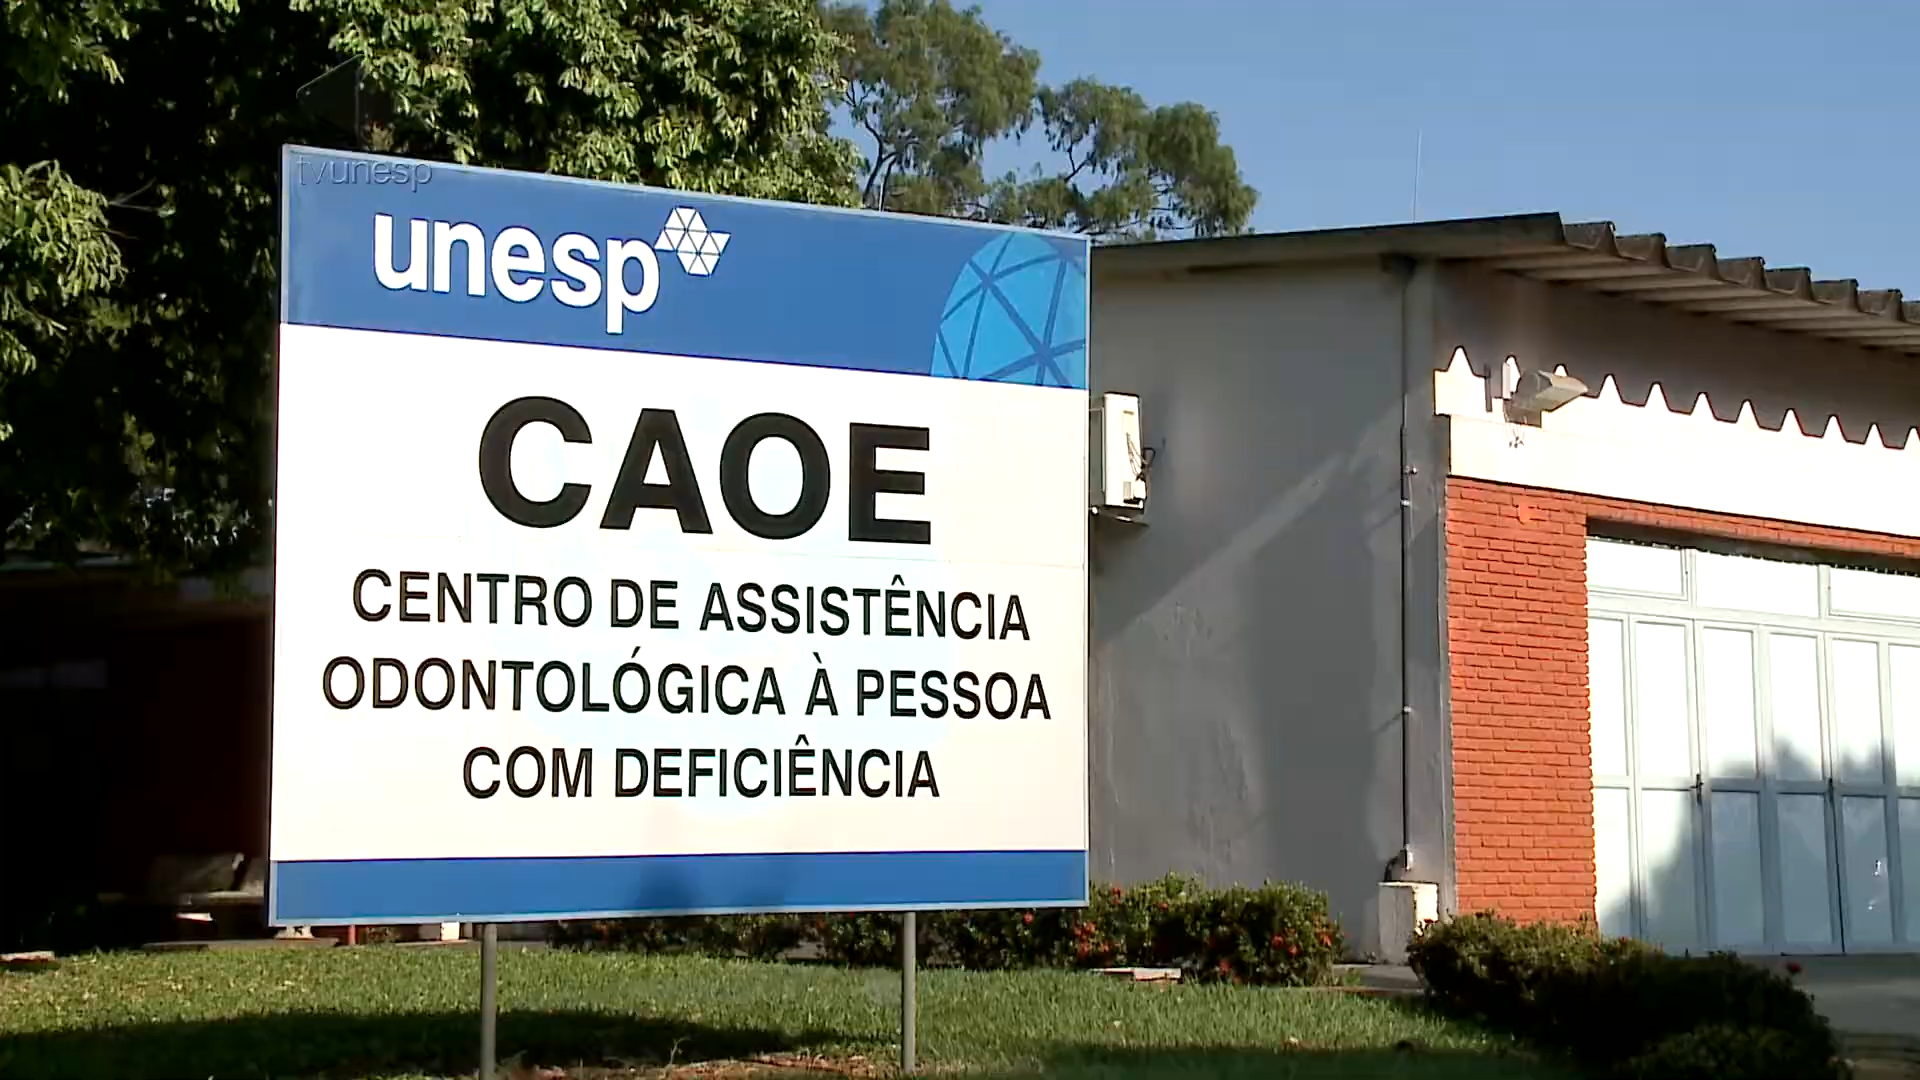 tvunesp
unesp
CAOE
CENTRO DE ASSISTÊNCIA
ODONTOLÓGICA À PESSOA
COM DEFICIÊNCIA